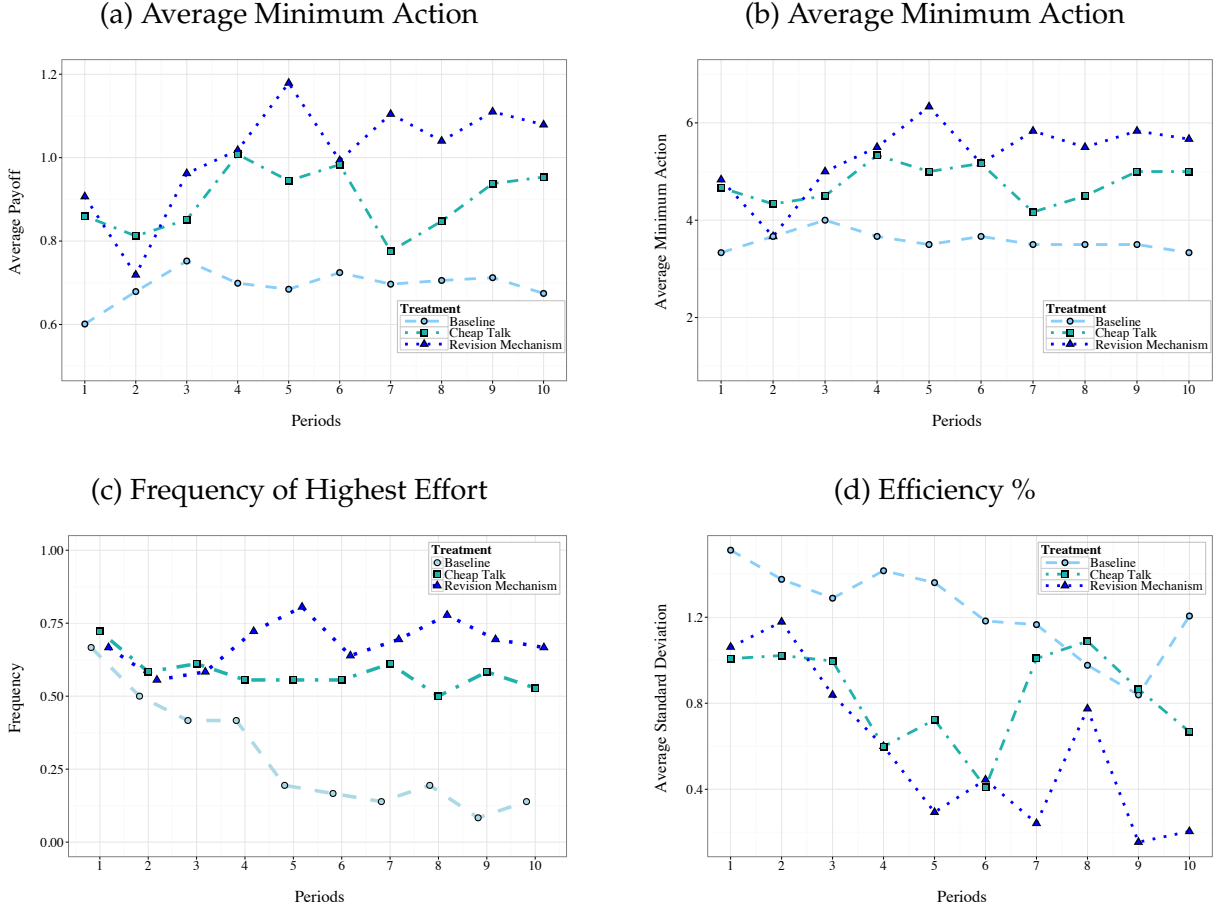 (a) Average Minimum Action
1.2
1.0
0.8
0.6
Average Payoff
Treatment
Baseline
Cheap Talk
Revision Mechanism
1 2 3 4 5 6 7 8 9 10
Periods
(b) Average Minimum Action
6
4
2
Average Minimum Action
Treatment
Baseline
Cheap Talk
Revision Mechanism
1 2 3 4 5 6 7 8 9 10
Periods
(c) Frequency of Highest Effort
1.00
0.75
0.50
0.25
0.00
Frequency
Treatment
Baseline
Cheap Talk
Revision Mechanism
1 2 3 4 5 6 7 8 9 10
Periods
(d) Efficiency %
1.2
0.8
0.4
Average Standard Deviation
Treatment
Baseline
Cheap Talk
Revision Mechanism
1 2 3 4 5 6 7 8 9 10
Periods